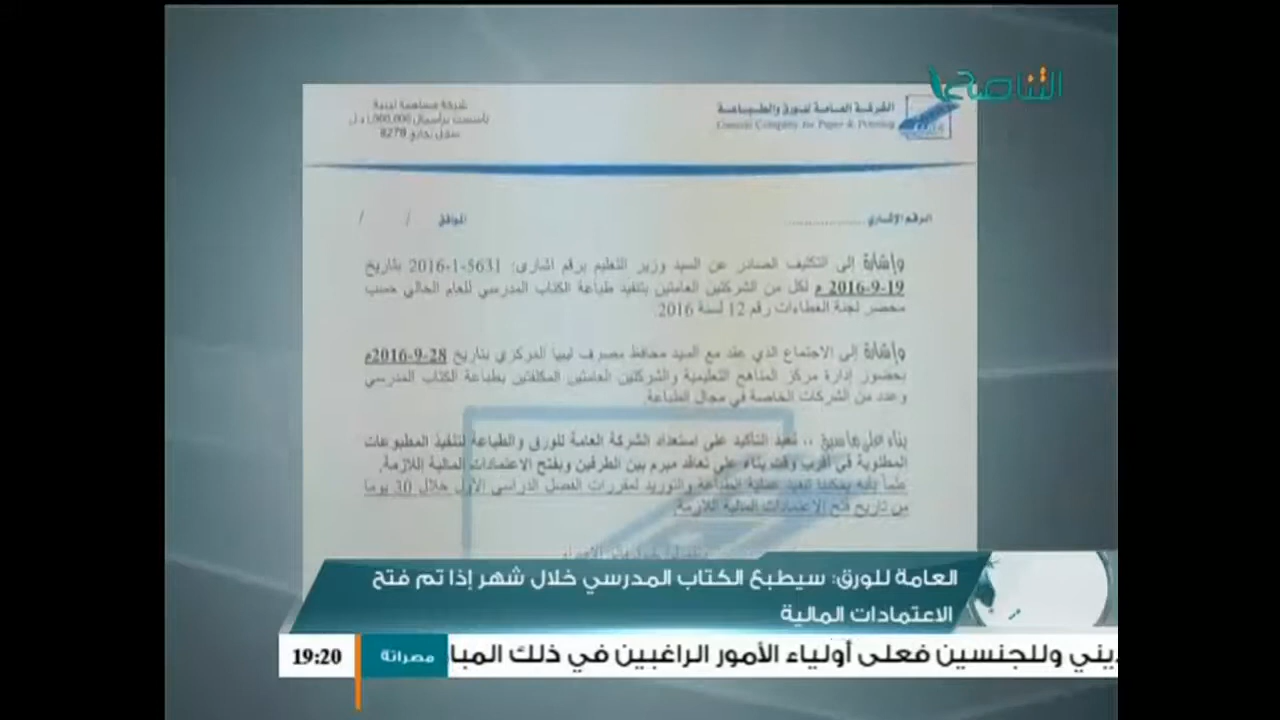 التناصح
الشركة العامة للورق والطباعة
General Company for Paper & Printing
شركة مساهمة ليبية
تأسست برأسمال 1,000,000 د.ل
سجل تجاري 8279
الرقم الإشاري
الموافق / /
وإشارة إلى التكليف الصادر عن السيد وزير التعليم برقم اشاري: 5631-1-2016 بتاريخ
19-9-2016 م لكل من الشركتين العامتين بتنفيذ طباعة الكتاب المدرسي للعام الحالي حسب
محضر لجنة العطاءات رقم 12 لسنة 2016.
وإشارة إلى الاجتماع الذي عقد مع السيد محافظ مصرف ليبيا المركزي بتاريخ 28-9-2016م
بحضور إدارة مركز المناهج التعليمية والشركتين العامتين المكلفتين بطباعة الكتاب المدرسي
وعدد من الشركات الخاصة في مجال الطباعة.
بناء على ما سبق .. نعيد التأكيد على استعداد الشركة العامة للورق والطباعة لتنفيذ المطبوعات
المطلوبة في أقرب وقت بناء على تعاقد مبرم بين الطرفين وبفتح الاعتمادات المالية اللازمة.
علماً بأنه يمكننا تنفيذ عملية الطباعة والتوريد لمقررات الفصل الدراسي الأول خلال 30 يوما
من تاريخ فتح الاعتمادات المالية اللازمة.
العامة للورق: سيطبع الكتاب المدرسي خلال شهر إذا تم فتح
الاعتمادات المالية
يني وللجنسين فعلى أولياء الأمور الراغبين في ذلك المبا
مصراتة
19:20